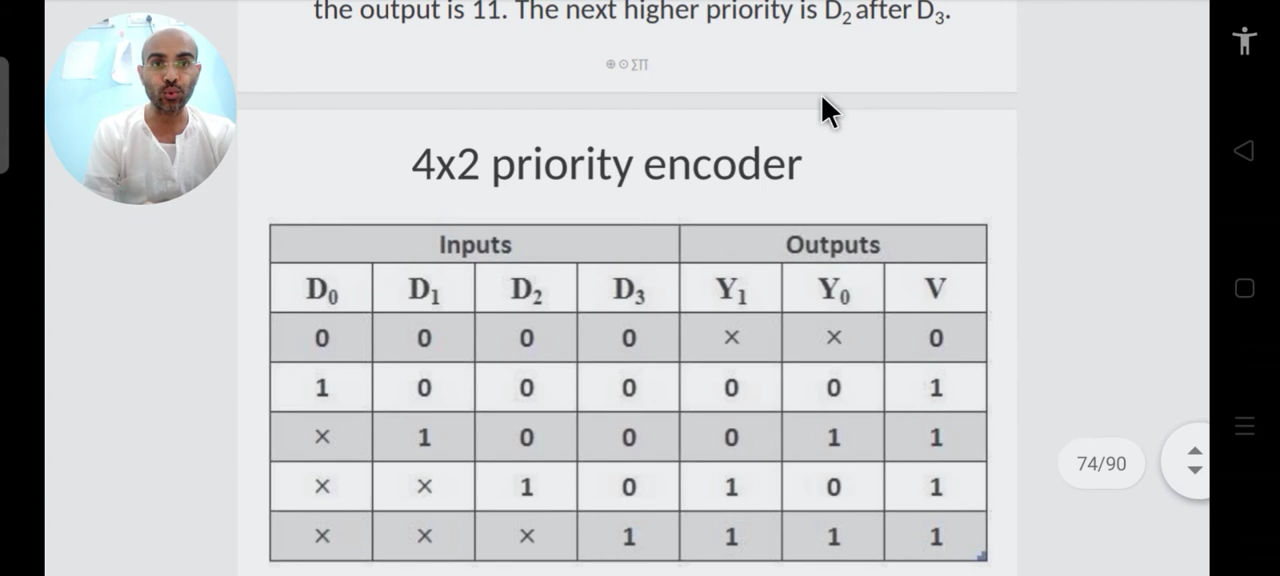 the output is 11. The next higher priority is D₂ after D₃.
⊕⊙∑∏
4x2 priority encoder
Inputs Outputs
D₀ D₁ D₂ D₃ Y₁ Y₀ V
0 0 0 0 × × 0
1 0 0 0 0 0 1
× 1 0 0 0 1 1
× × 1 0 1 0 1
× × × 1 1 1 1
74/90